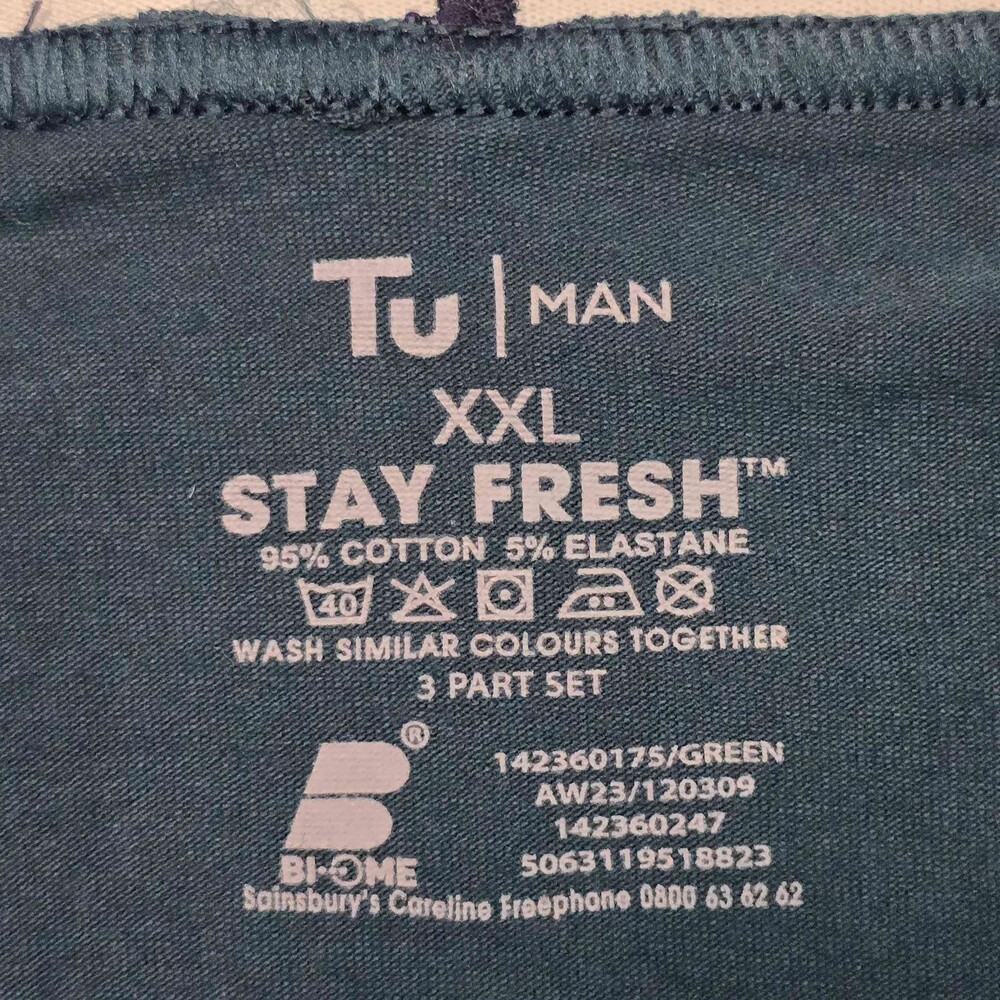 Tu | MAN
XXL
STAY FRESH™
95% COTTON 5% ELASTANE
40
WASH SIMILAR COLOURS TOGETHER
3 PART SET
®
142360175/GREEN
AW23/120309
142360247
5063119518823
BI-OME
Sainsbury's Careline Freephone 0800 63 62 62